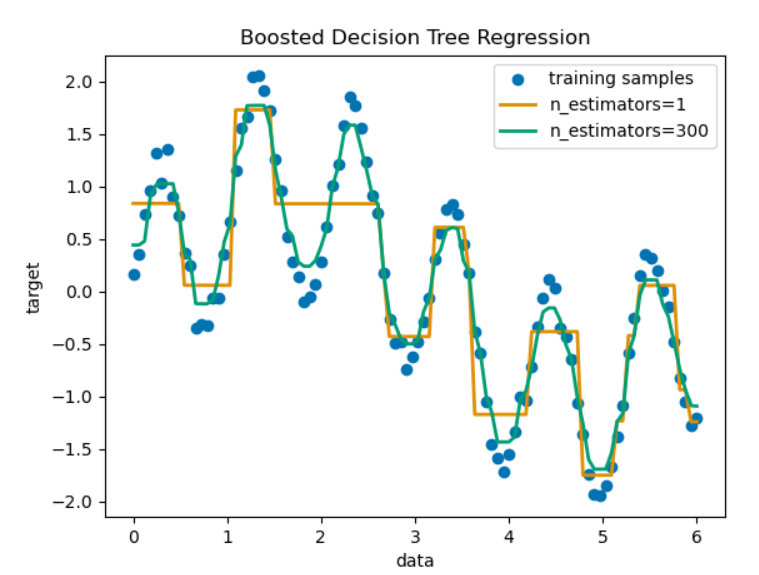 Boosted Decision Tree Regression
training samples
n_estimators=1
n_estimators=300
target
2.0
1.5
1.0
0.5
0.0
−0.5
−1.0
−1.5
−2.0
0 1 2 3 4 5 6
data